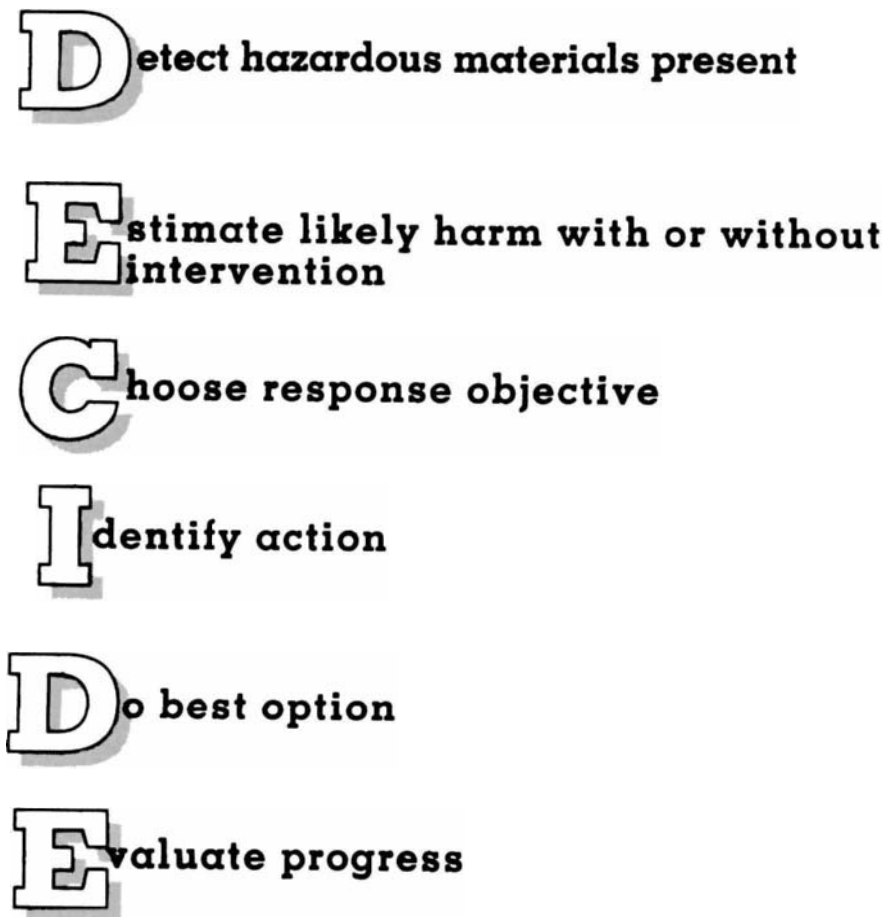 Detect hazardous materials present
Estimate likely harm with or without
intervention
Choose response objective
Identify action
Do best option
Evaluate progress